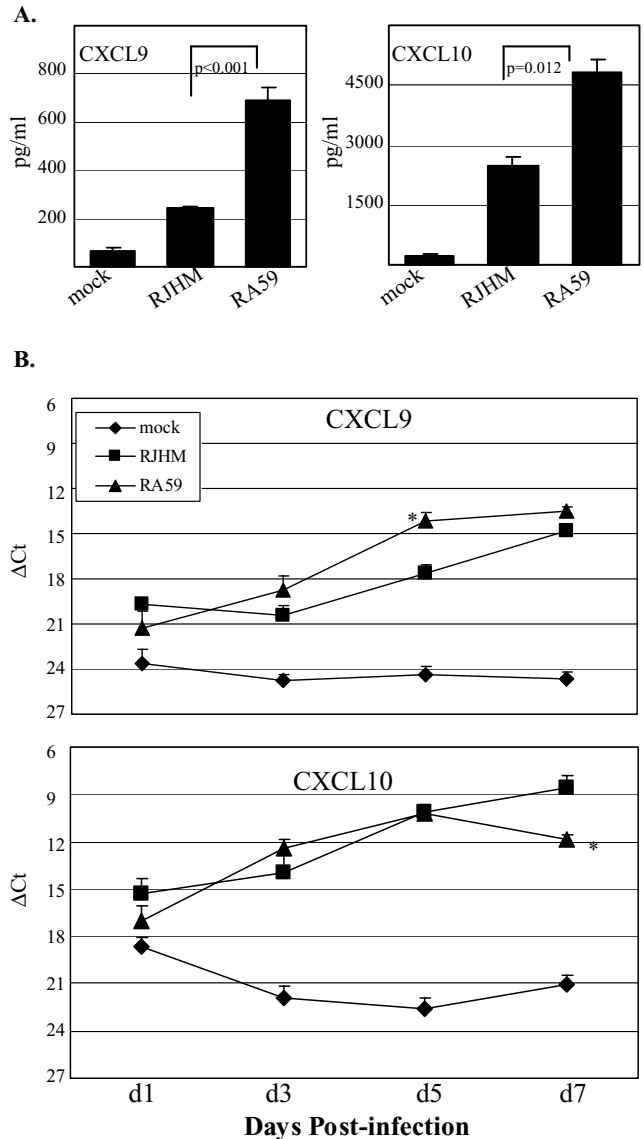 A.
CXCL9
p<0.001
800
600
400
200
pg/ml
mock
RJHM
RA59
CXCL10
p=0.012
4500
3000
1500
pg/ml
mock
RJHM
RA59
B.
CXCL9
mock
RJHM
RA59
6
9
12
15
18
21
24
27
ΔCt
*
CXCL10
6
9
12
15
18
21
24
27
ΔCt
*
d1 d3 d5 d7
Days Post-infection